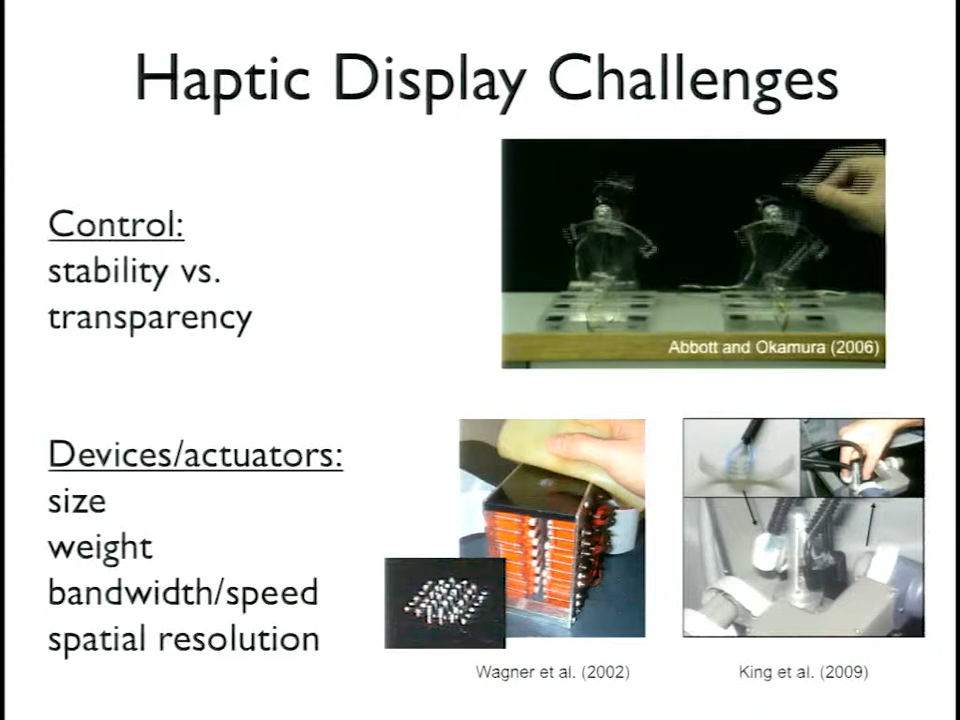 Haptic Display Challenges
Control:
stability vs.
transparency
Abbott and Okamura (2006)
Devices/actuators:
size
weight
bandwidth/speed
spatial resolution
Wagner et al. (2002)
King et al. (2009)